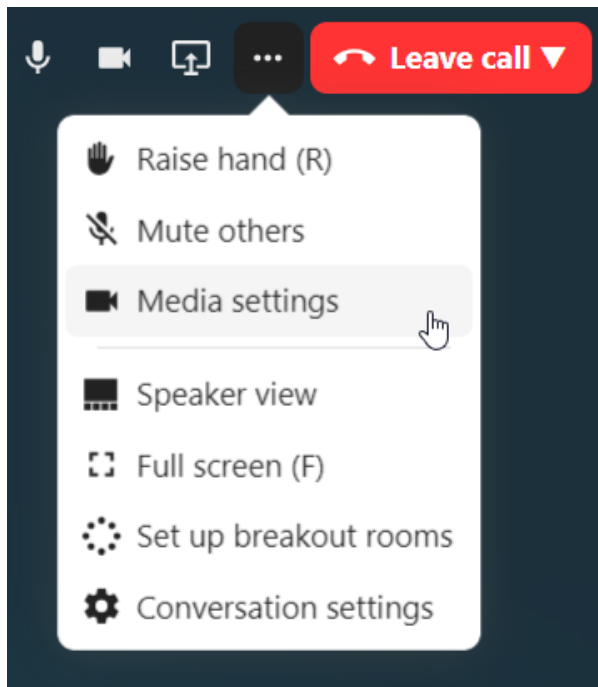 Leave call
Raise hand (R)
Mute others
Media settings
Speaker view
Full screen (F)
Set up breakout rooms
Conversation settings